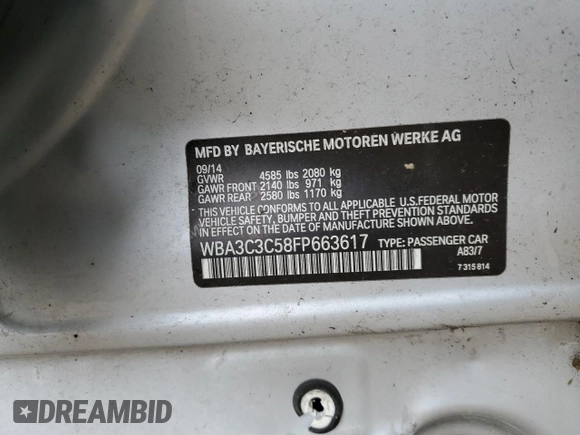 MFD BY BAYERISCHE MOTOREN WERKE AG
09/14
GVWR 4585 lbs 2080 kg
GAWR FRONT 2140 lbs 971 kg
GAWR REAR 2580 lbs 1170 kg
THIS VEHICLE CONFORMS TO ALL APPLICABLE U.S.FEDERAL MOTOR
VEHICLE SAFETY, BUMPER AND THEFT PREVENTION STANDARDS
IN EFFECT ON THE DATE OF MANUFACTURE SHOWN ABOVE.
WBA3C3C58FP663617 TYPE: PASSENGER CAR
A83/7
7 315 814
DREAMBID